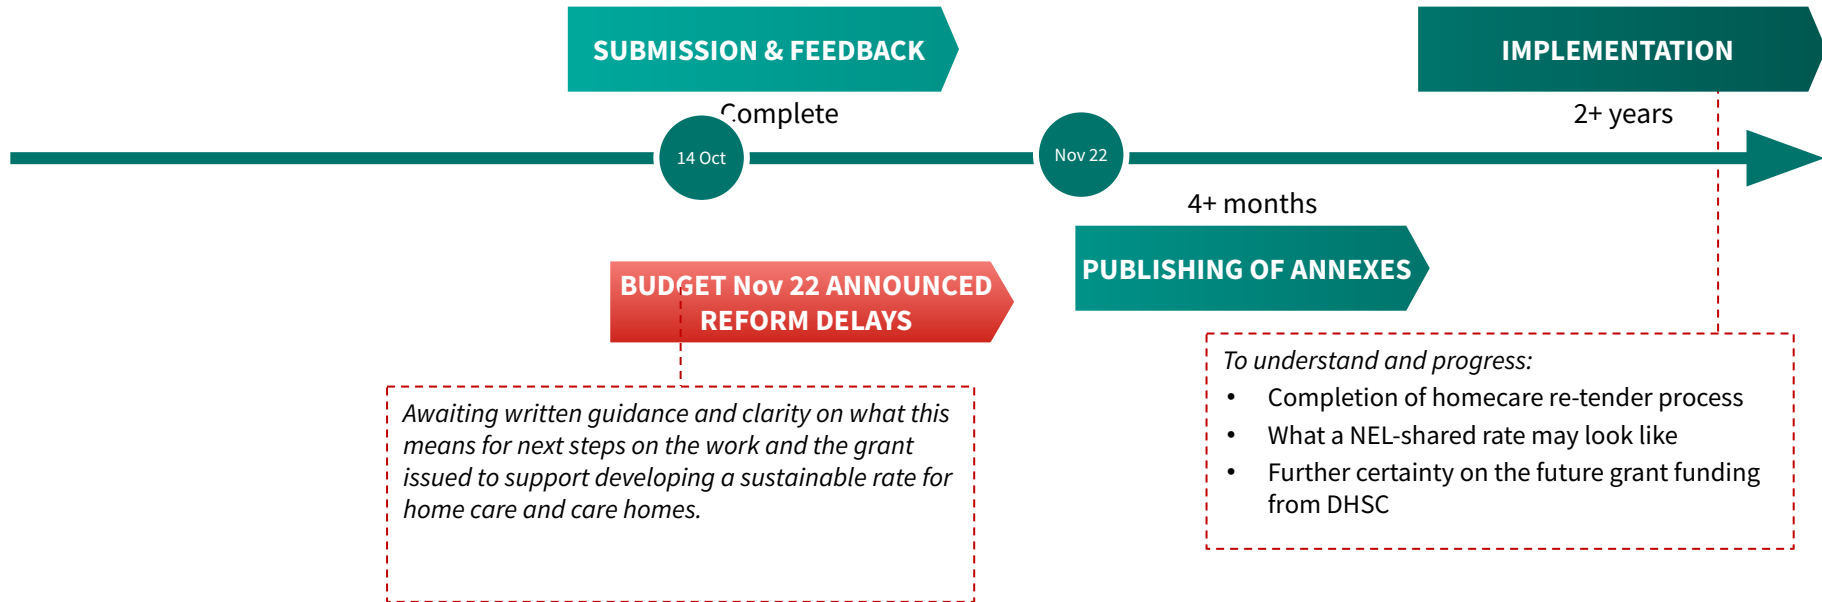 SUBMISSION & FEEDBACK
IMPLEMENTATION
Complete
2+ years
14 Oct
Nov 22
4+ months
PUBLISHING OF ANNEXES
BUDGET Nov 22 ANNOUNCED
REFORM DELAYS
To understand and progress:
• Completion of homecare re-tender process
• What a NEL-shared rate may look like
• Further certainty on the future grant funding
from DHSC
Awaiting written guidance and clarity on what this
means for next steps on the work and the grant
issued to support developing a sustainable rate for
home care and care homes.